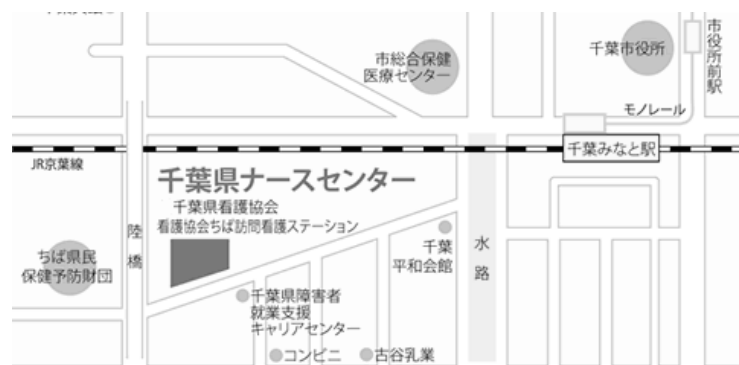 市総合保健
医療センター
千葉市役所
市役所前駅
モノレール
千葉みなと駅
JR京葉線
千葉県ナースセンター
千葉県看護協会
看護協会ちば訪問看護ステーション
陸橋
水路
千葉
平和会館
ちば県民
保健予防財団
千葉県障害者
就業支援
キャリアセンター
コンビニ
古谷乳業